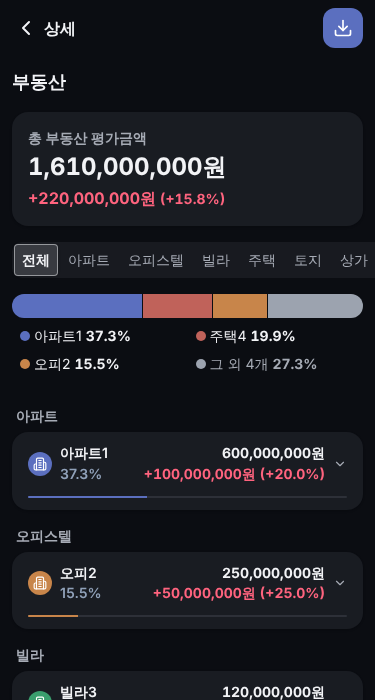 상세
부동산
총 부동산 평가금액
1,610,000,000원
+220,000,000원 (+15.8%)
전체 아파트 오피스텔 빌라 주택 토지 상가
아파트1 37.3% 주택4 19.9%
오피2 15.5% 그 외 4개 27.3%
아파트
아파트1 600,000,000원
37.3% +100,000,000원 (+20.0%)
오피스텔
오피2 250,000,000원
15.5% +50,000,000원 (+25.0%)
빌라
빌라3 120,000,000원